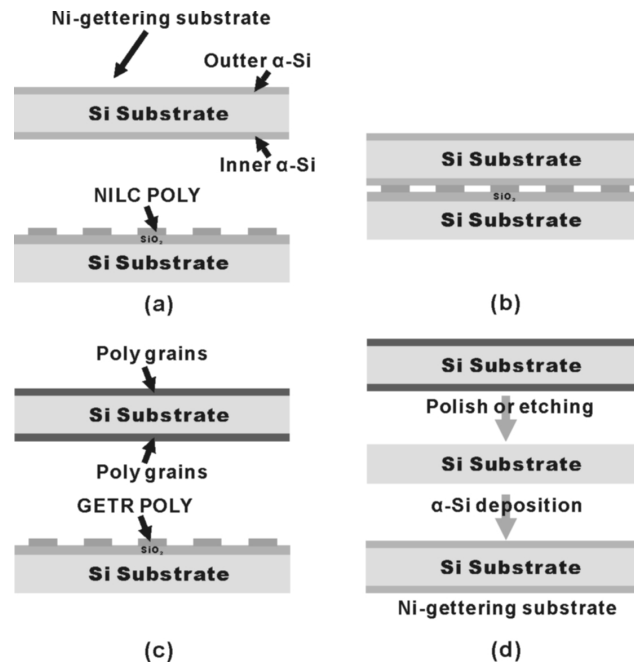 Ni-gettering substrate
Outter α-Si
Si Substrate
Inner α-Si
NILC POLY
SiO₂
Si Substrate
(a)
Si Substrate
SiO₂
Si Substrate
(b)
Poly grains
Si Substrate
Poly grains
GETR POLY
SiO₂
Si Substrate
(c)
Si Substrate
Polish or etching
Si Substrate
α-Si deposition
Si Substrate
Ni-gettering substrate
(d)